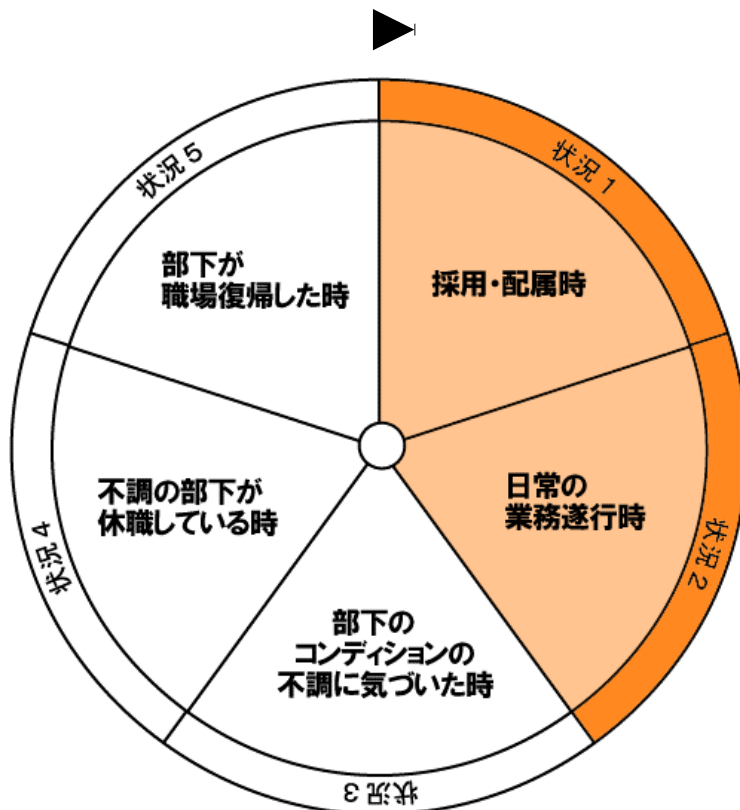 状況1
採用・配属時
状況2
日常の
業務遂行時
状況3
部下の
コンディションの
不調に気づいた時
状況4
不調の部下が
休職している時
状況5
部下が
職場復帰した時